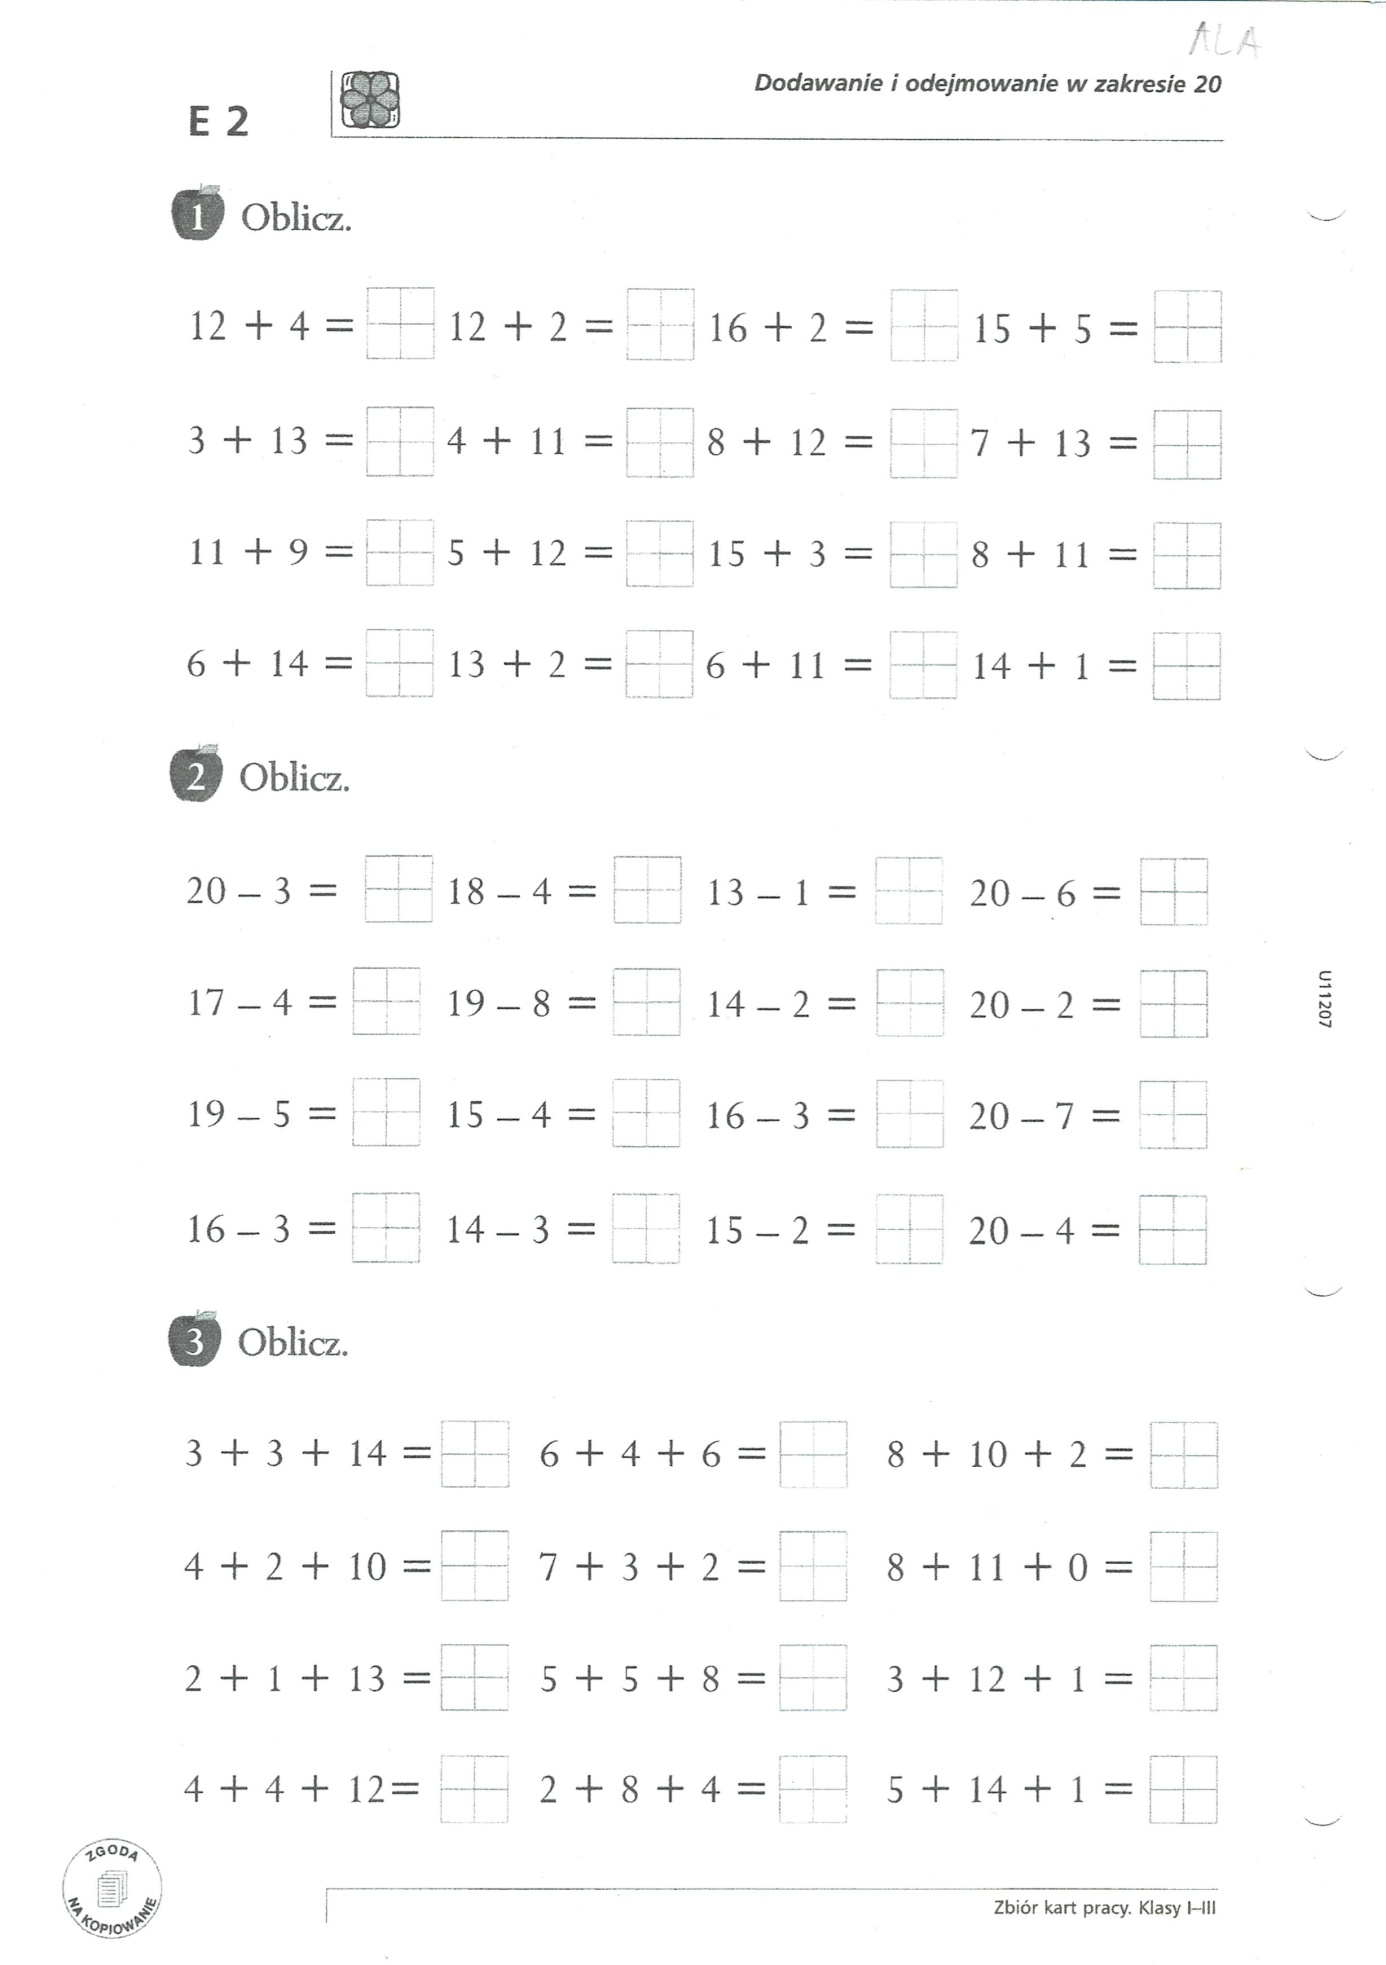 ALA
Dodawanie i odejmowanie w zakresie 20
E 2
1 Oblicz.
12 + 4 = 12 + 2 = 16 + 2 = 15 + 5 =
3 + 13 = 4 + 11 = 8 + 12 = 7 + 13 =
11 + 9 = 5 + 12 = 15 + 3 = 8 + 11 =
6 + 14 = 13 + 2 = 6 + 11 = 14 + 1 =
2 Oblicz.
20 – 3 = 18 – 4 = 13 – 1 = 20 – 6 =
17 – 4 = 19 – 8 = 14 – 2 = 20 – 2 =
19 – 5 = 15 – 4 = 16 – 3 = 20 – 7 =
16 – 3 = 14 – 3 = 15 – 2 = 20 – 4 =
U11207
3 Oblicz.
3 + 3 + 14 = 6 + 4 + 6 = 8 + 10 + 2 =
4 + 2 + 10 = 7 + 3 + 2 = 8 + 11 + 0 =
2 + 1 + 13 = 5 + 5 + 8 = 3 + 12 + 1 =
4 + 4 + 12= 2 + 8 + 4 = 5 + 14 + 1 =
ZGODA
NA KOPIOWANIE
Zbiór kart pracy. Klasy I–III